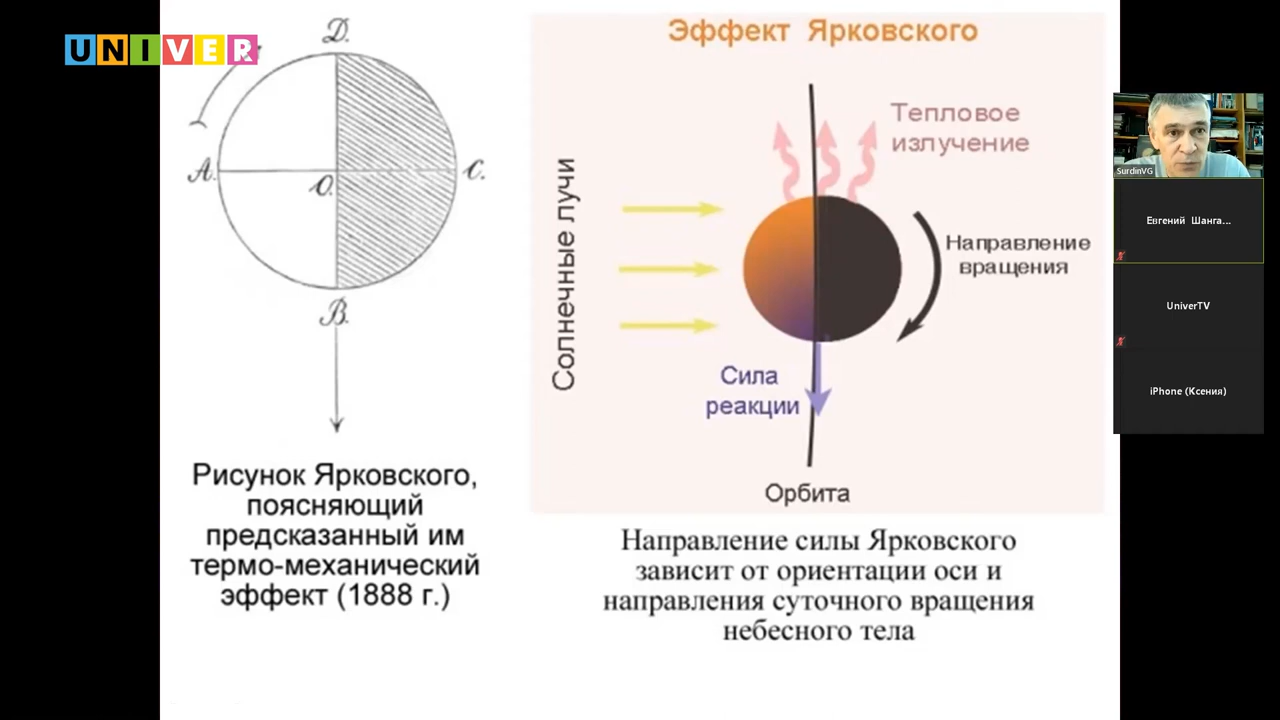 UNIVER
Д.
А.
О.
С.
В.
Рисунок Ярковского,
поясняющий
предсказанный им
термо-механический
эффект (1888 г.)
Эффект Ярковского
Тепловое
излучение
Солнечные лучи
Направление
вращения
Сила
реакции
Орбита
Направление силы Ярковского
зависит от ориентации оси и
направления суточного вращения
небесного тела
SurdinVG
Евгений Шанга...
UniverTV
iPhone (Ксения)